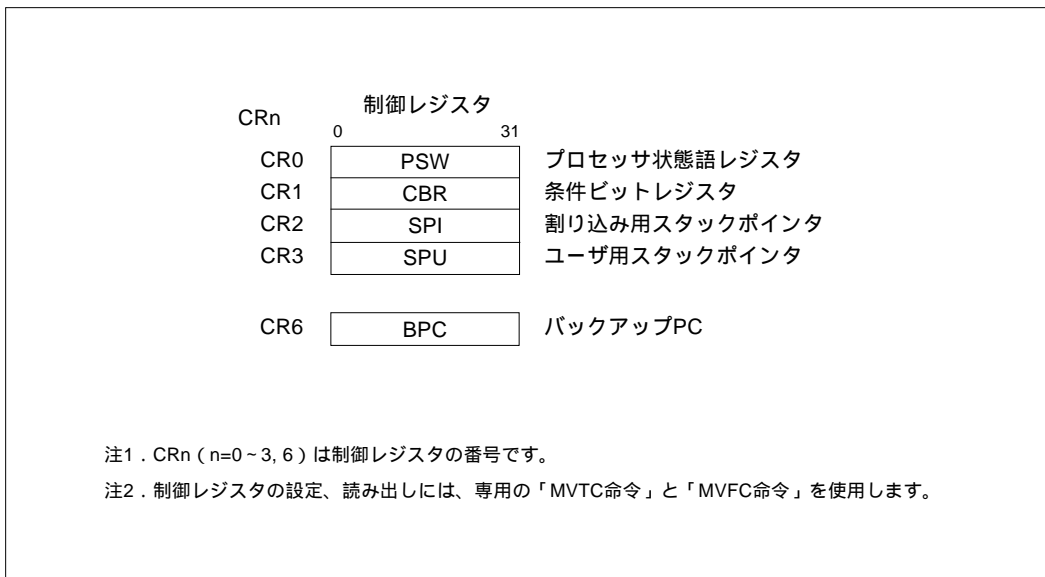 制御レジスタ
CRn
0 31
CR0 PSW プロセッサ状態語レジスタ
CR1 CBR 条件ビットレジスタ
CR2 SPI 割り込み用スタックポインタ
CR3 SPU ユーザ用スタックポインタ
CR6 BPC バックアップPC
注1．CRn（n=0~3, 6）は制御レジスタの番号です。
注2．制御レジスタの設定、読み出しには、専用の「MVTC命令」と「MVFC命令」を使用します。